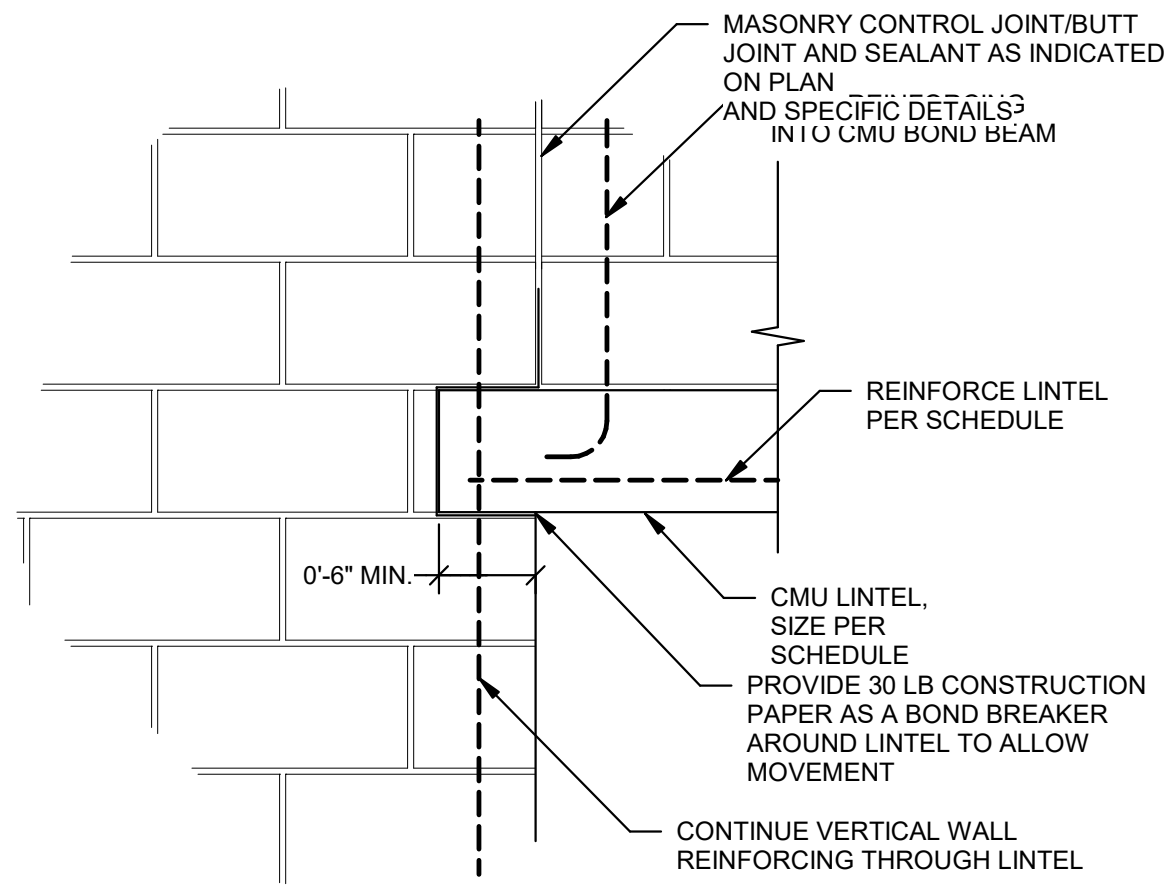 MASONRY CONTROL JOINT/BUTT
JOINT AND SEALANT AS INDICATED
ON PLAN
AND SPECIFIC DETAILS
REINFORCING
INTO CMU BOND BEAM
REINFORCE LINTEL
PER SCHEDULE
0'-6" MIN.
CMU LINTEL,
SIZE PER
SCHEDULE
PROVIDE 30 LB CONSTRUCTION
PAPER AS A BOND BREAKER
AROUND LINTEL TO ALLOW
MOVEMENT
CONTINUE VERTICAL WALL
REINFORCING THROUGH LINTEL